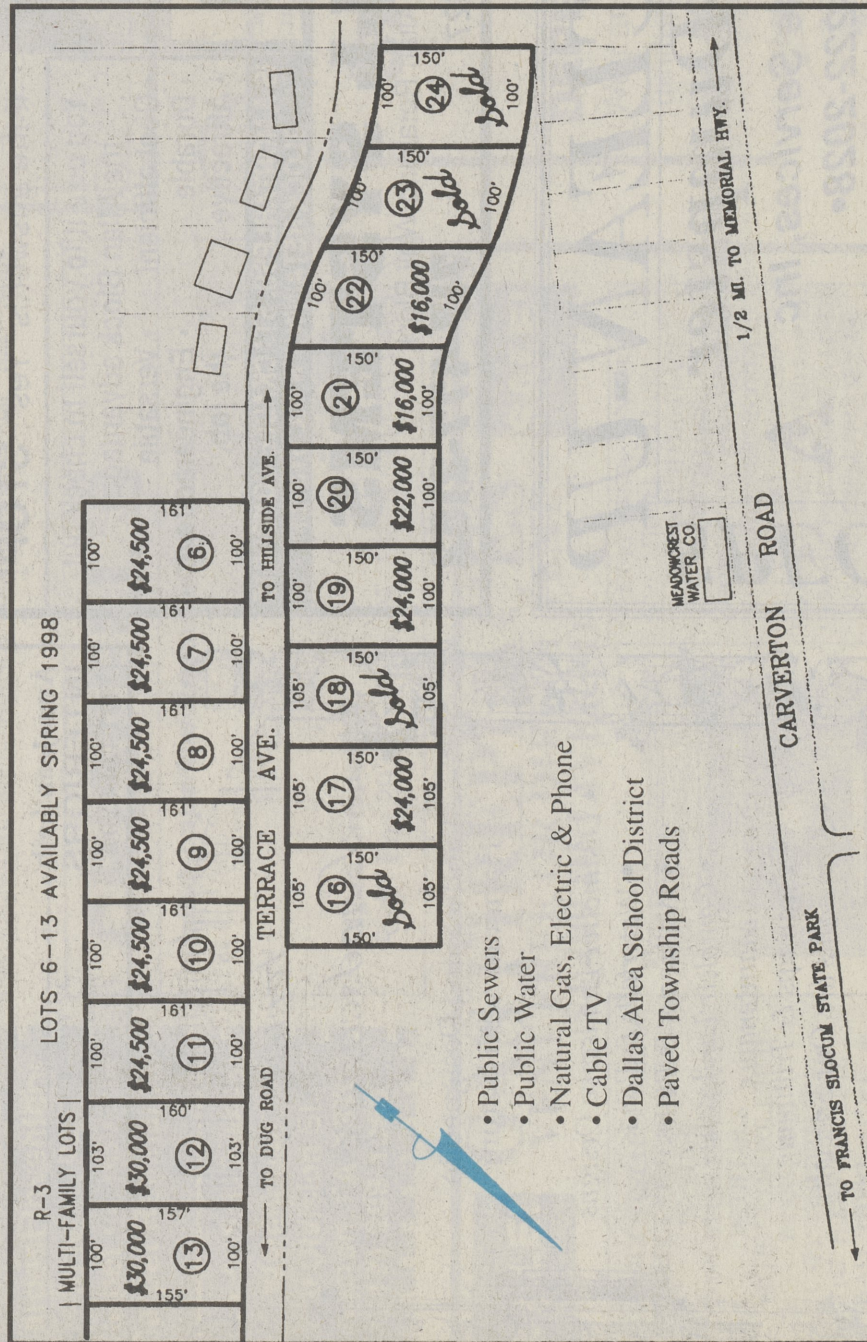 R-3
MULTI-FAMILY LOTS
LOTS 6-13 AVAILABLY SPRING 1998
100' 103' 100' 100' 100' 100' 100' 100'
$30,000 $30,000 $24,500 $24,500 $24,500 $24,500 $24,500 $24,500
155' 157' 160' 161' 161' 161' 161' 161' 161'
13 12 11 10 9 8 7 6
100' 103' 100' 100' 100' 100' 100' 100'
TO DUG ROAD
TERRACE AVE.
TO HILLSIDE AVE.
105' 105' 105' 100' 100' 100' 100' 100' 100'
16 17 18 19 20 21 22 23 24
150' 150' 150' 150' 150' 150' 150' 150' 150' 150'
Sold $24,000 Sold $24,000 $22,000 $16,000 $16,000 Sold Sold
105' 105' 105' 100' 100' 100' 100' 100' 100'
• Public Sewers
• Public Water
• Natural Gas, Electric & Phone
• Cable TV
• Dallas Area School District
• Paved Township Roads
MEADOWCREST
WATER CO.
TO FRANCIS SLOCUM STATE PARK
CARVERTON ROAD
1/2 MI. TO MEMORIAL HWY.